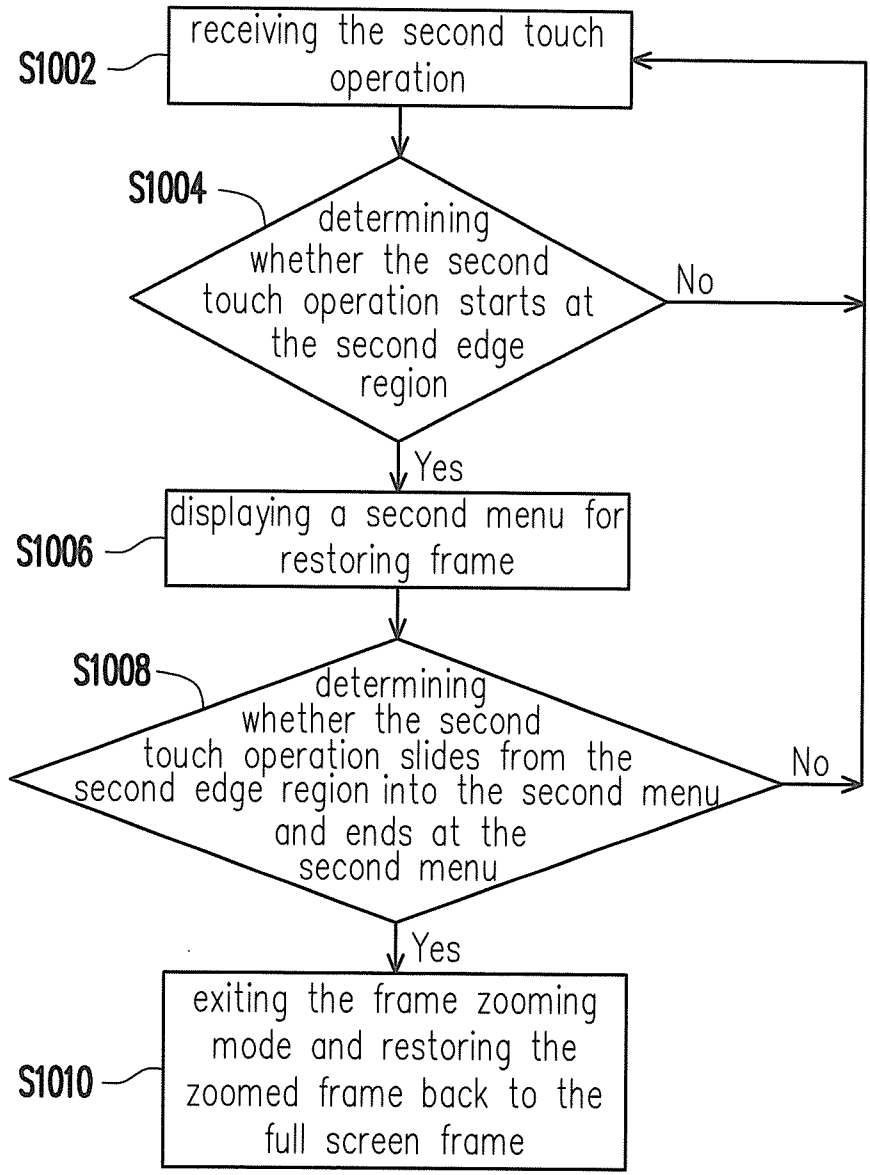 receiving the second touch
operation
S1002
S1004
determining
whether the second
touch operation starts at
the second edge
region
No
Yes
displaying a second menu for
restoring frame
S1006
S1008
determining
whether the second
touch operation slides from the
second edge region into the second menu
and ends at the
second menu
No
Yes
exiting the frame zooming
mode and restoring the
zoomed frame back to the
full screen frame
S1010